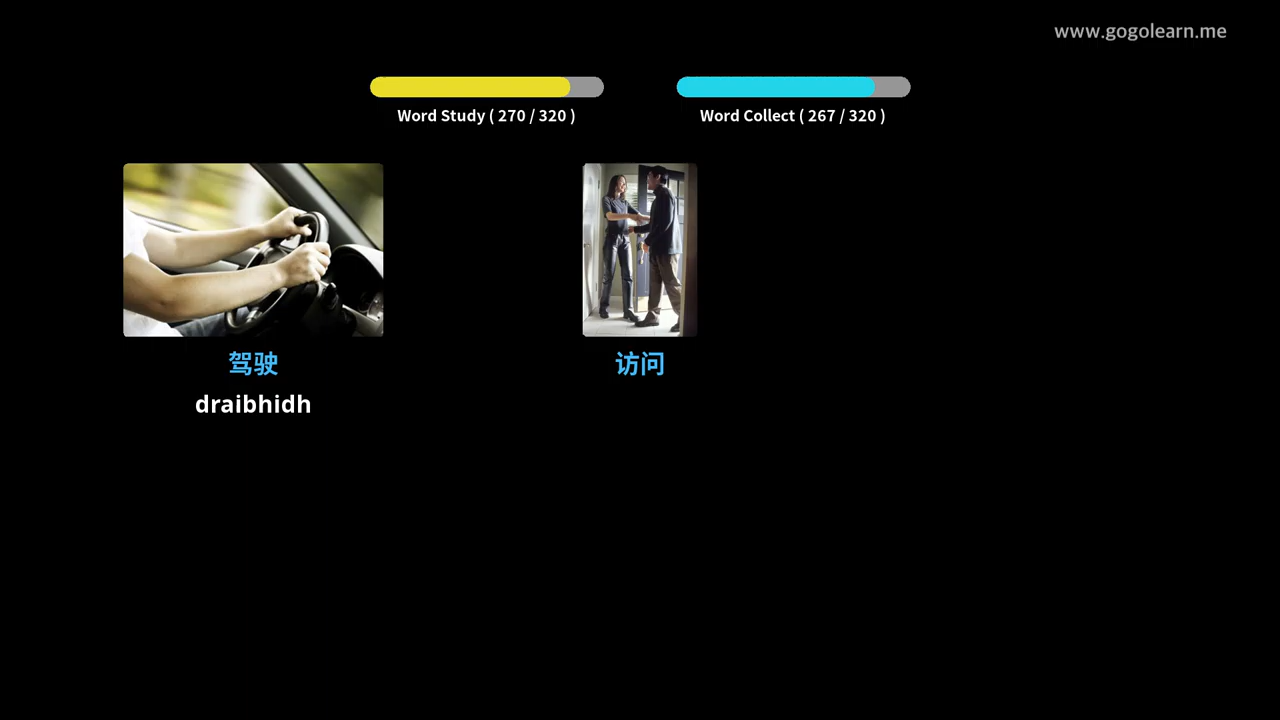 www.gogolearn.me
Word Study ( 270 / 320 )
Word Collect ( 267 / 320 )
驾驶
访问
draibhidh